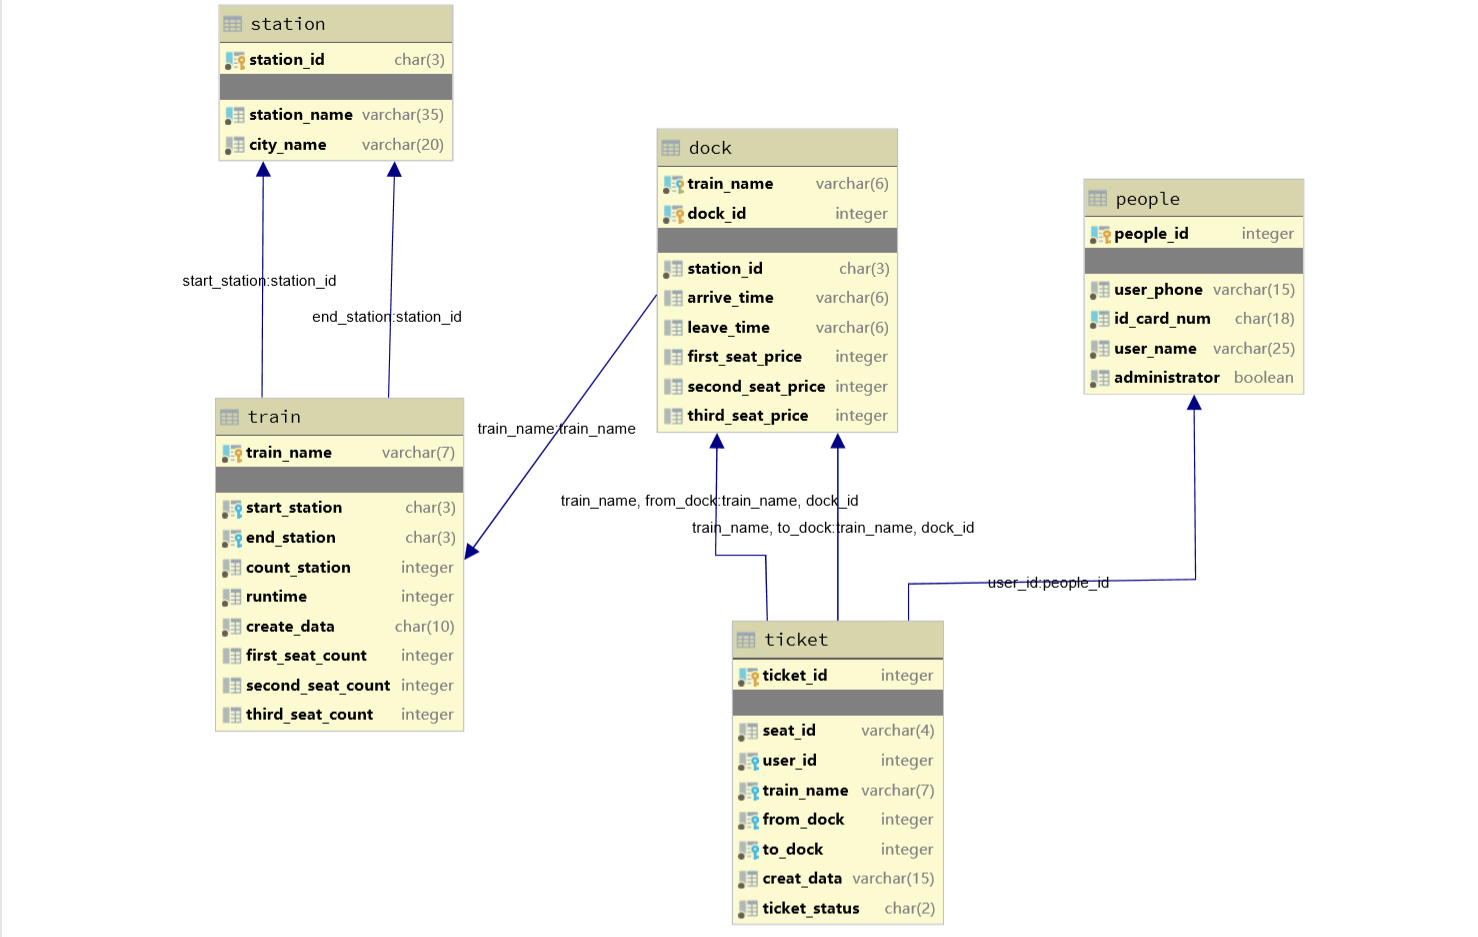 station
station_id char(3)
station_name varchar(35)
city_name varchar(20)
start_station:station_id
end_station:station_id
train
train_name varchar(7)
start_station char(3)
end_station char(3)
count_station integer
runtime integer
create_data char(10)
first_seat_count integer
second_seat_count integer
third_seat_count integer
train_name:train_name
dock
train_name varchar(6)
dock_id integer
station_id char(3)
arrive_time varchar(6)
leave_time varchar(6)
first_seat_price integer
second_seat_price integer
third_seat_price integer
train_name, from_dock:train_name, dock_id
train_name, to_dock:train_name, dock_id
people
people_id integer
user_phone varchar(15)
id_card_num char(18)
user_name varchar(25)
administrator boolean
user_id:people_id
ticket
ticket_id integer
seat_id varchar(4)
user_id integer
train_name varchar(7)
from_dock integer
to_dock integer
creat_data varchar(15)
ticket_status char(2)